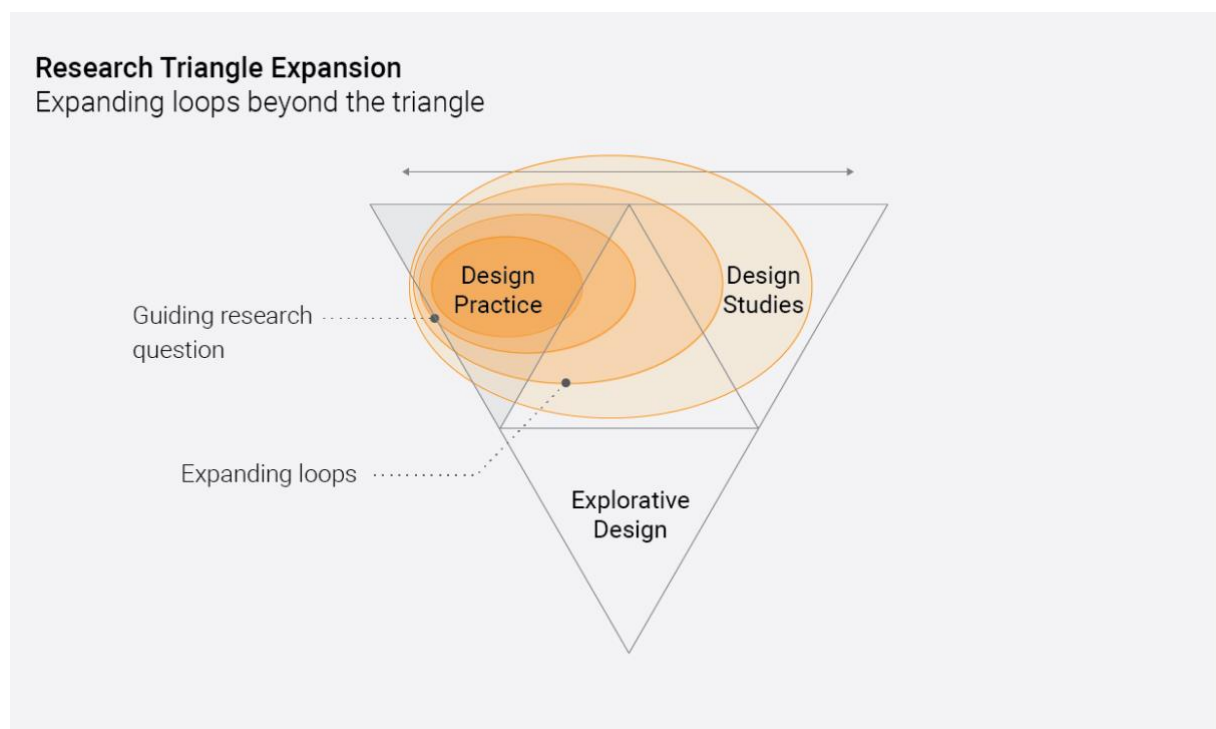 Research Triangle Expansion
Expanding loops beyond the triangle
Design
Practice
Design
Studies
Guiding research
question
Expanding loops
Explorative
Design